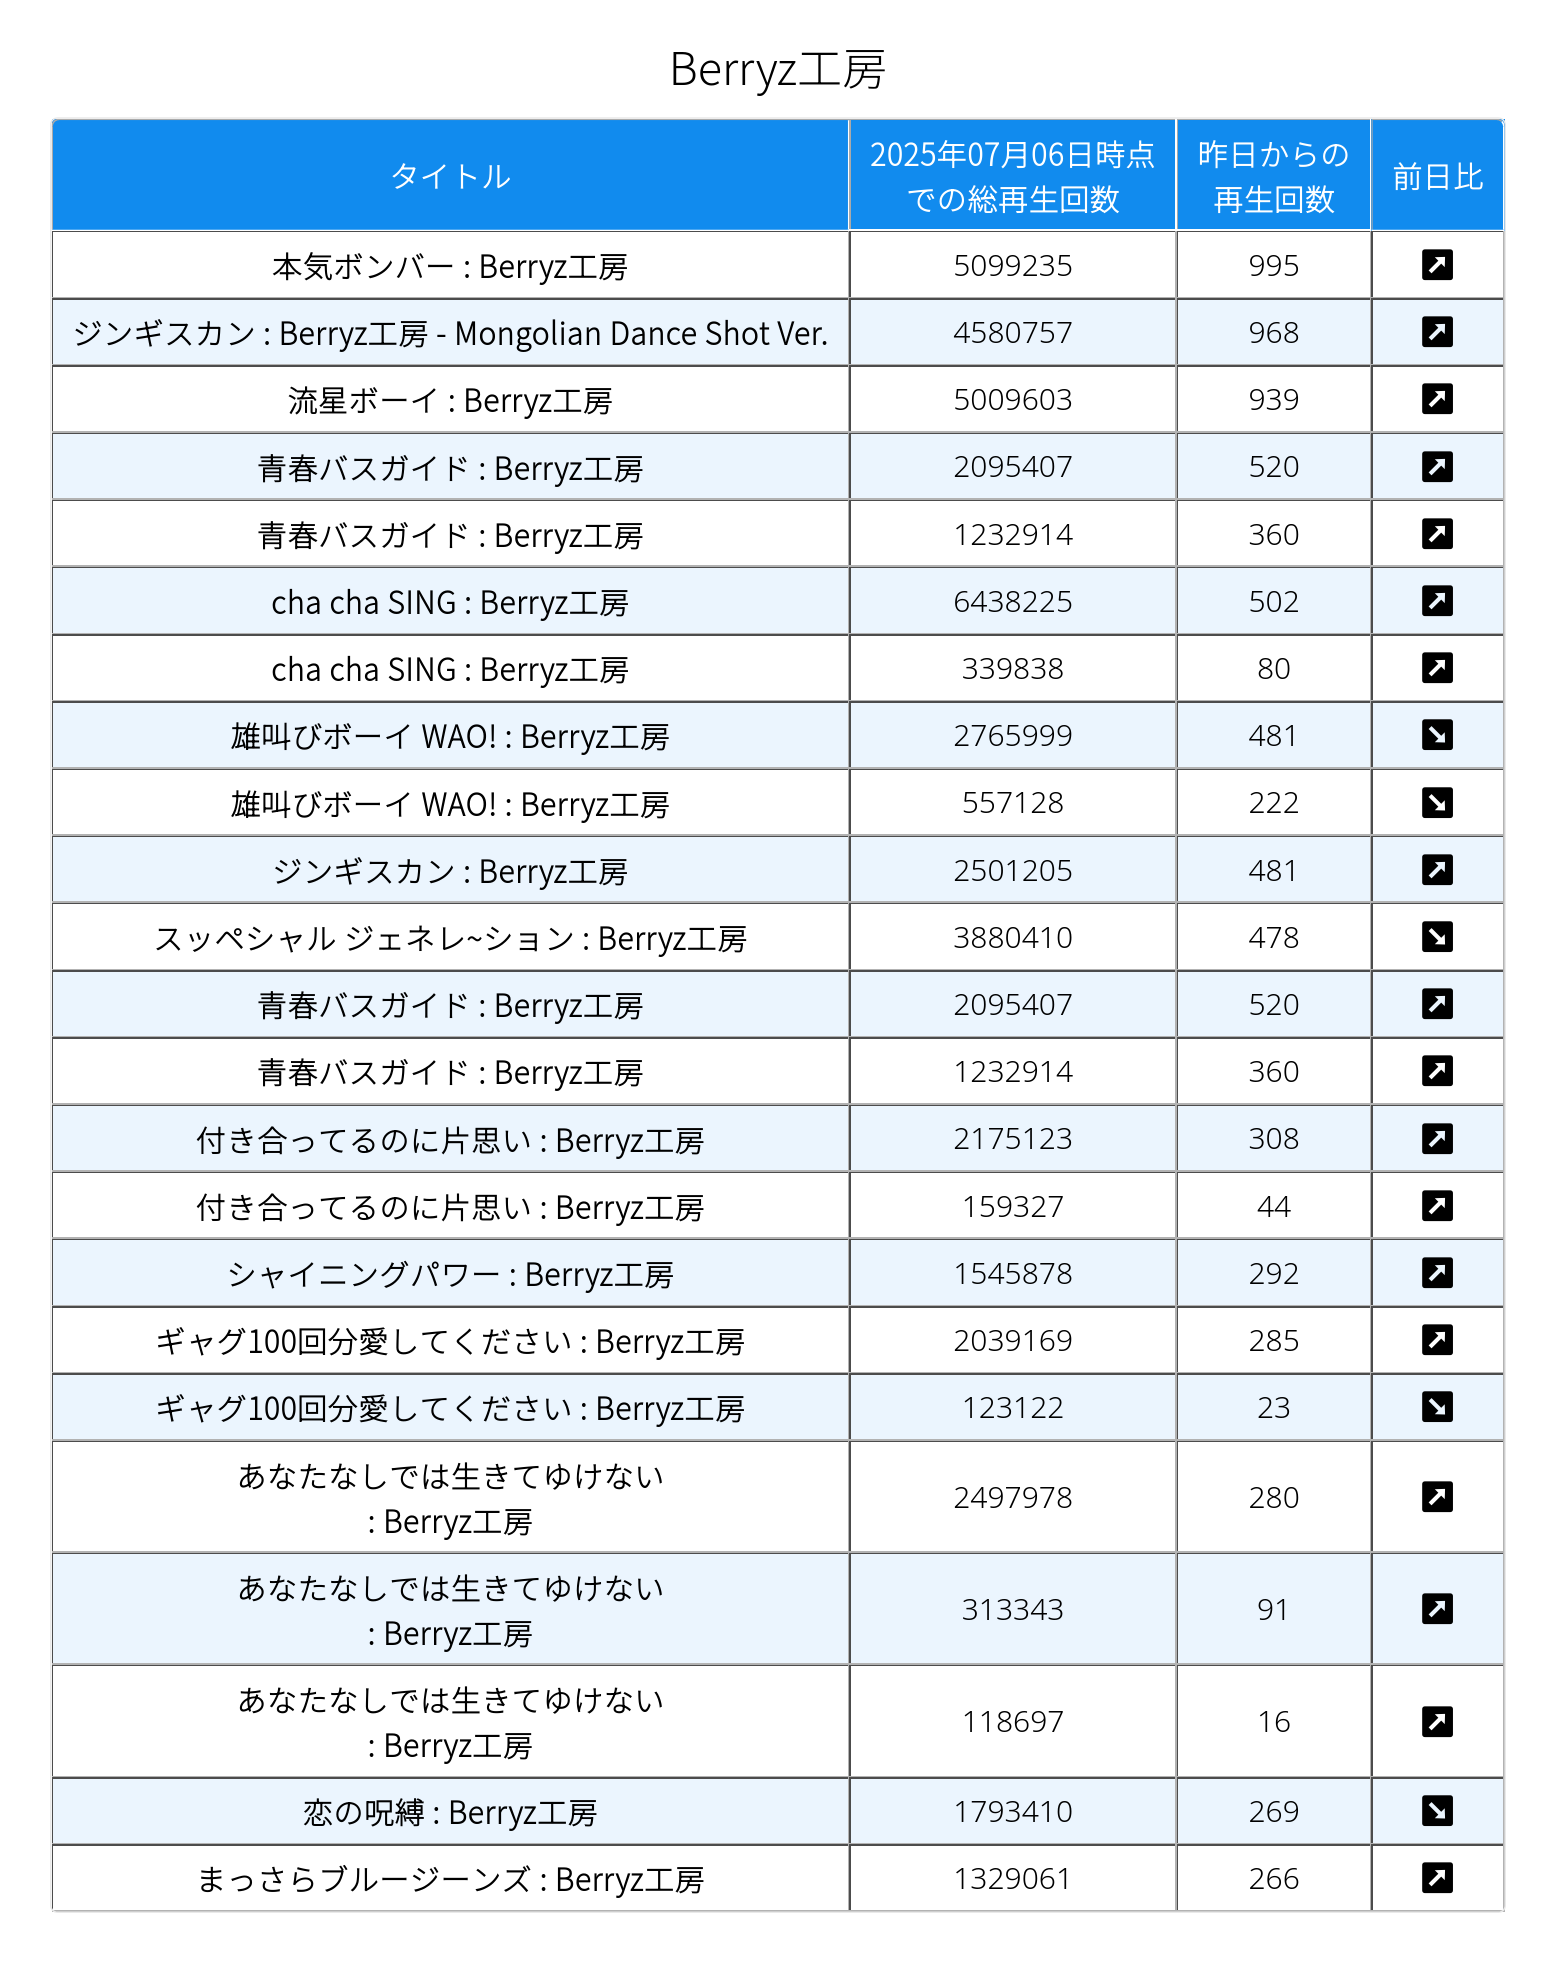 Berryz工房
タイトル 2025年07月06日時点 での総再生回数 昨日からの 再生回数 前日比
本気ボンバー : Berryz工房 5099235 995
ジンギスカン : Berryz工房 - Mongolian Dance Shot Ver. 4580757 968
流星ボーイ : Berryz工房 5009603 939
青春バスガイド : Berryz工房 2095407 520
青春バスガイド : Berryz工房 1232914 360
cha cha SING : Berryz工房 6438225 502
cha cha SING : Berryz工房 339838 80
雄叫びボーイ WAO! : Berryz工房 2765999 481
雄叫びボーイ WAO! : Berryz工房 557128 222
ジンギスカン : Berryz工房 2501205 481
スッペシャル ジェネレ~ション : Berryz工房 3880410 478
青春バスガイド : Berryz工房 2095407 520
青春バスガイド : Berryz工房 1232914 360
付き合ってるのに片思い : Berryz工房 2175123 308
付き合ってるのに片思い : Berryz工房 159327 44
シャイニングパワー : Berryz工房 1545878 292
ギャグ100回分愛してください : Berryz工房 2039169 285
ギャグ100回分愛してください : Berryz工房 123122 23
あなたなしでは生きてゆけない
: Berryz工房 2497978 280
あなたなしでは生きてゆけない
: Berryz工房 313343 91
あなたなしでは生きてゆけない
: Berryz工房 118697 16
恋の呪縛 : Berryz工房 1793410 269
まっさらブルージーンズ : Berryz工房 1329061 266